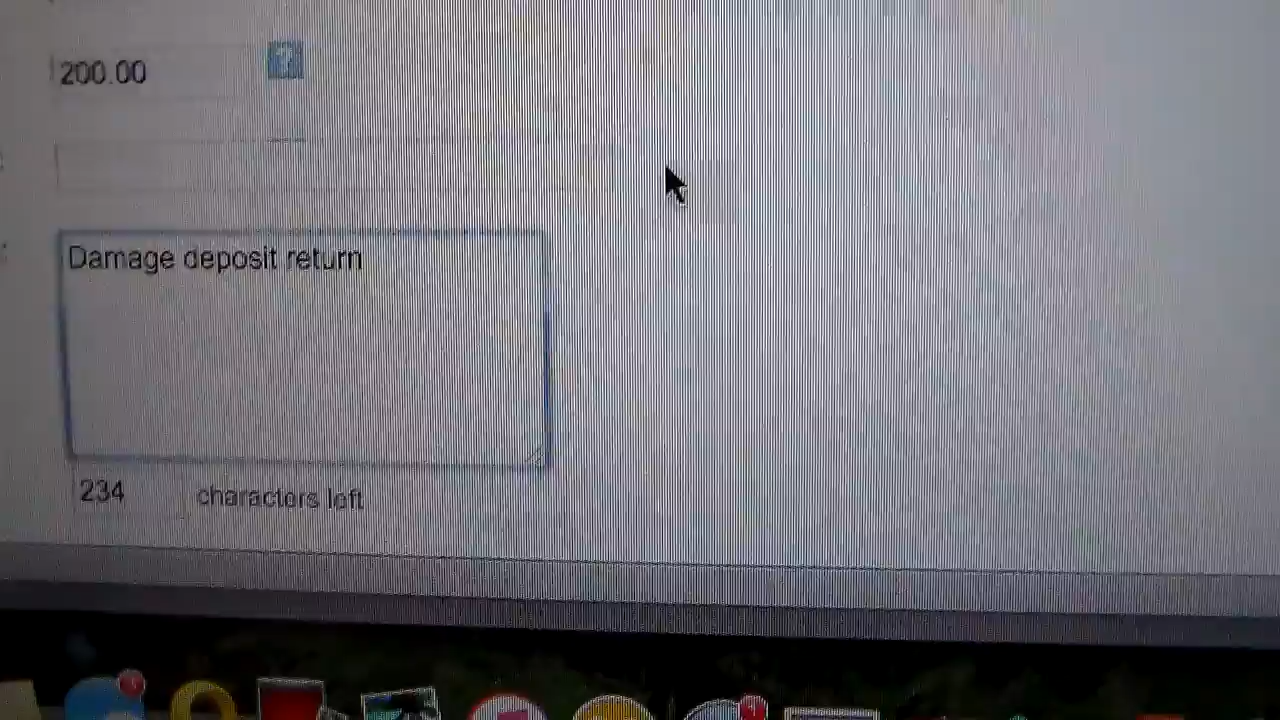 200.00
?
Damage deposit return
234 characters left